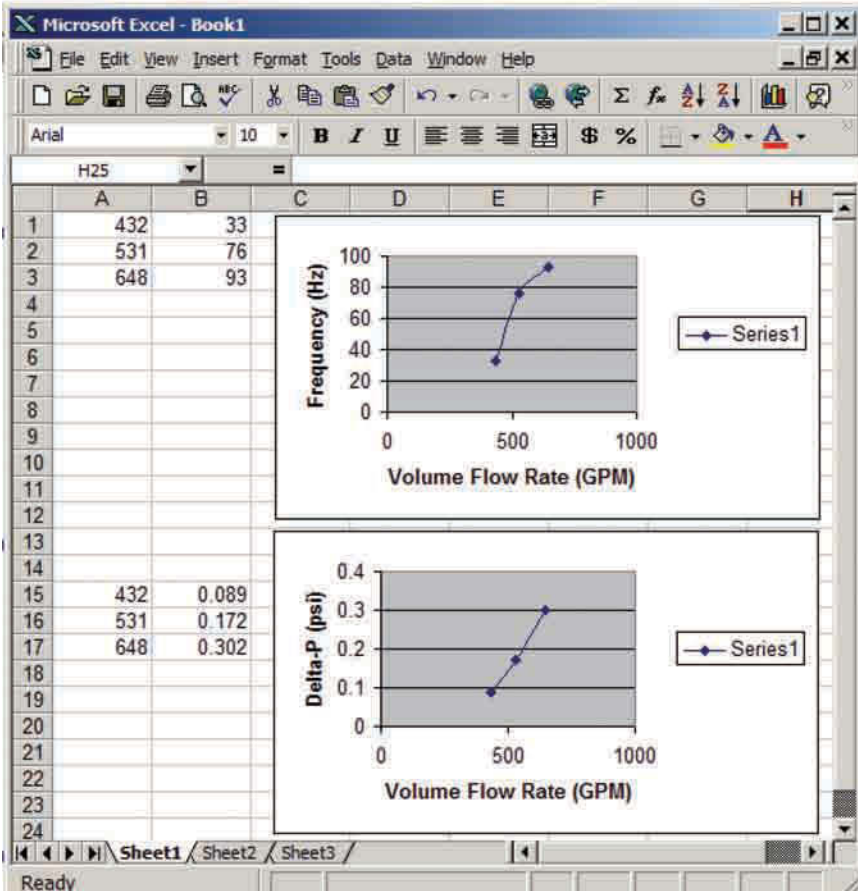 Microsoft Excel - Book1
File Edit View Insert Format Tools Data Window Help
ABC
Σ f A Z Z A
Arial 10 B I U $ % A
H25 =
A B C D E F G H
1 432 33
2 531 76
3 648 93
4
5
6
7
8
9
10
11
12
13
14
15 432 0.089
16 531 0.172
17 648 0.302
18
19
20
21
22
23
24
Frequency (Hz)
100
80
60
40
20
0
0 500 1000
Volume Flow Rate (GPM)
Series1
Delta-P (psi)
0.4
0.3
0.2
0.1
0
0 500 1000
Volume Flow Rate (GPM)
Series1
Sheet1 Sheet2 Sheet3
Ready